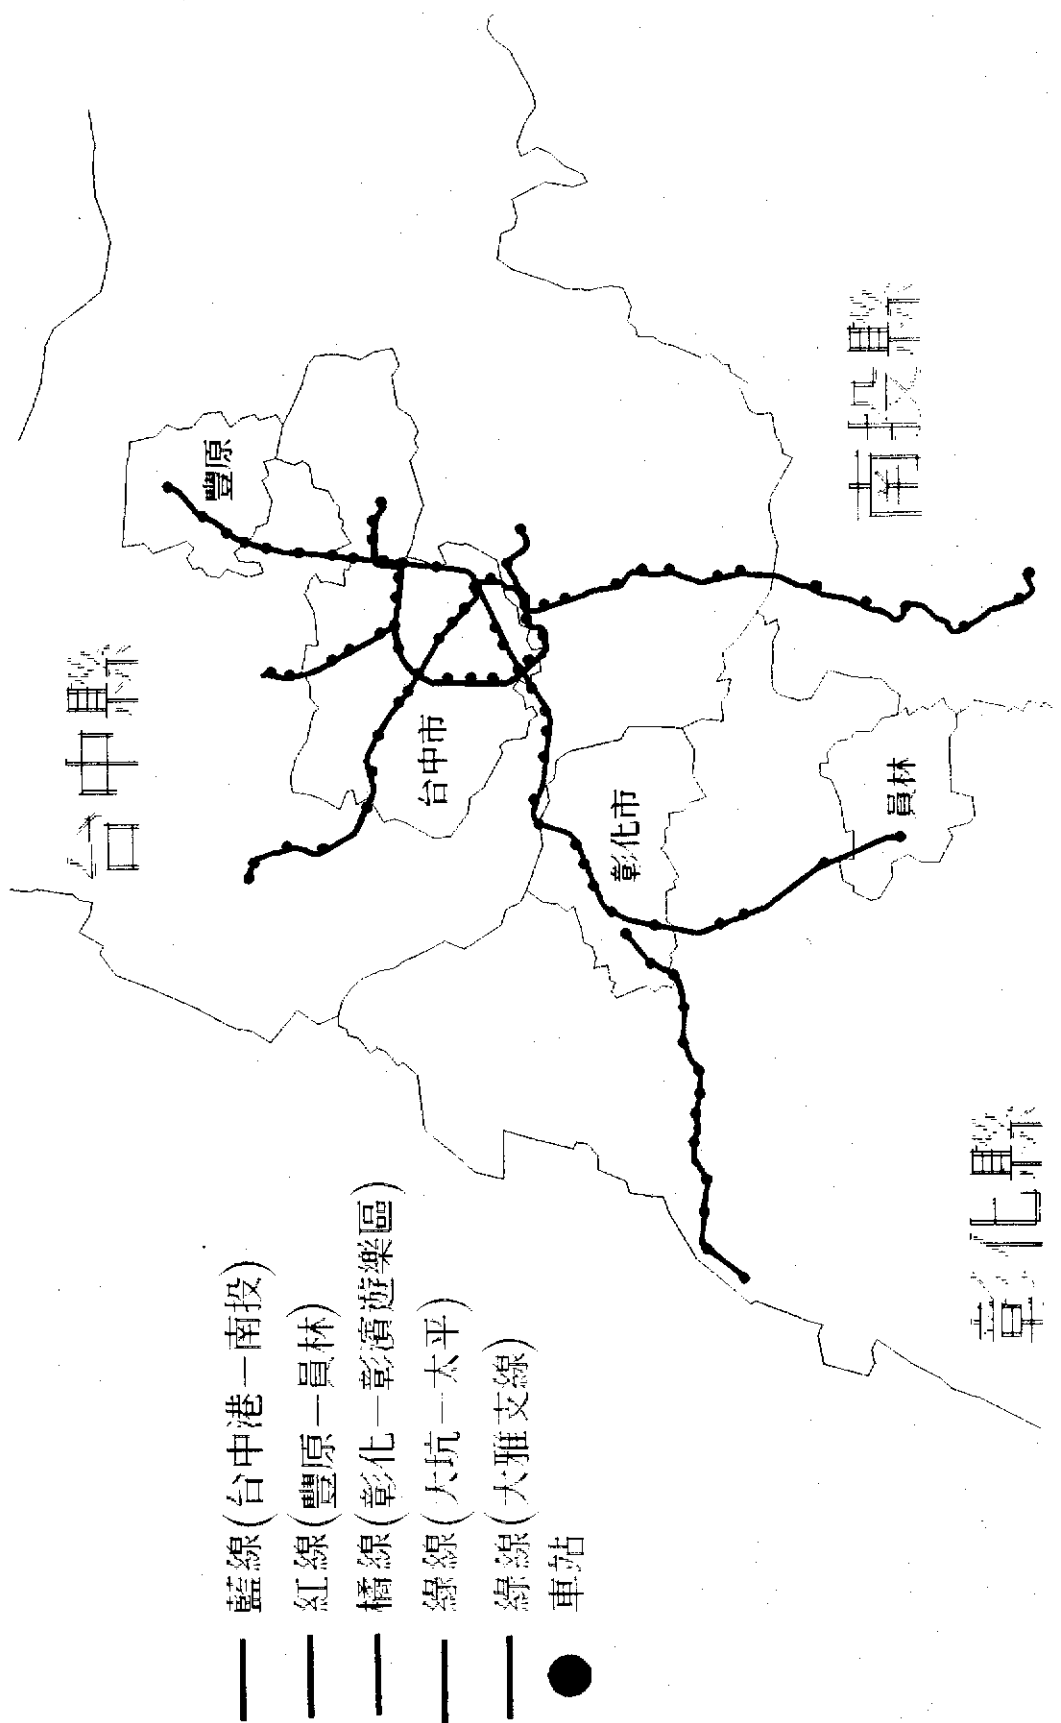 台中縣
豐原
台中市
彰化市
員林
南投縣
彰化縣
藍線(台中港－南投)
紅線(豐原－員林)
橘線(彰化－彰濱遊樂區)
綠線(大坑－太平)
綠線(大雅支線)
車站